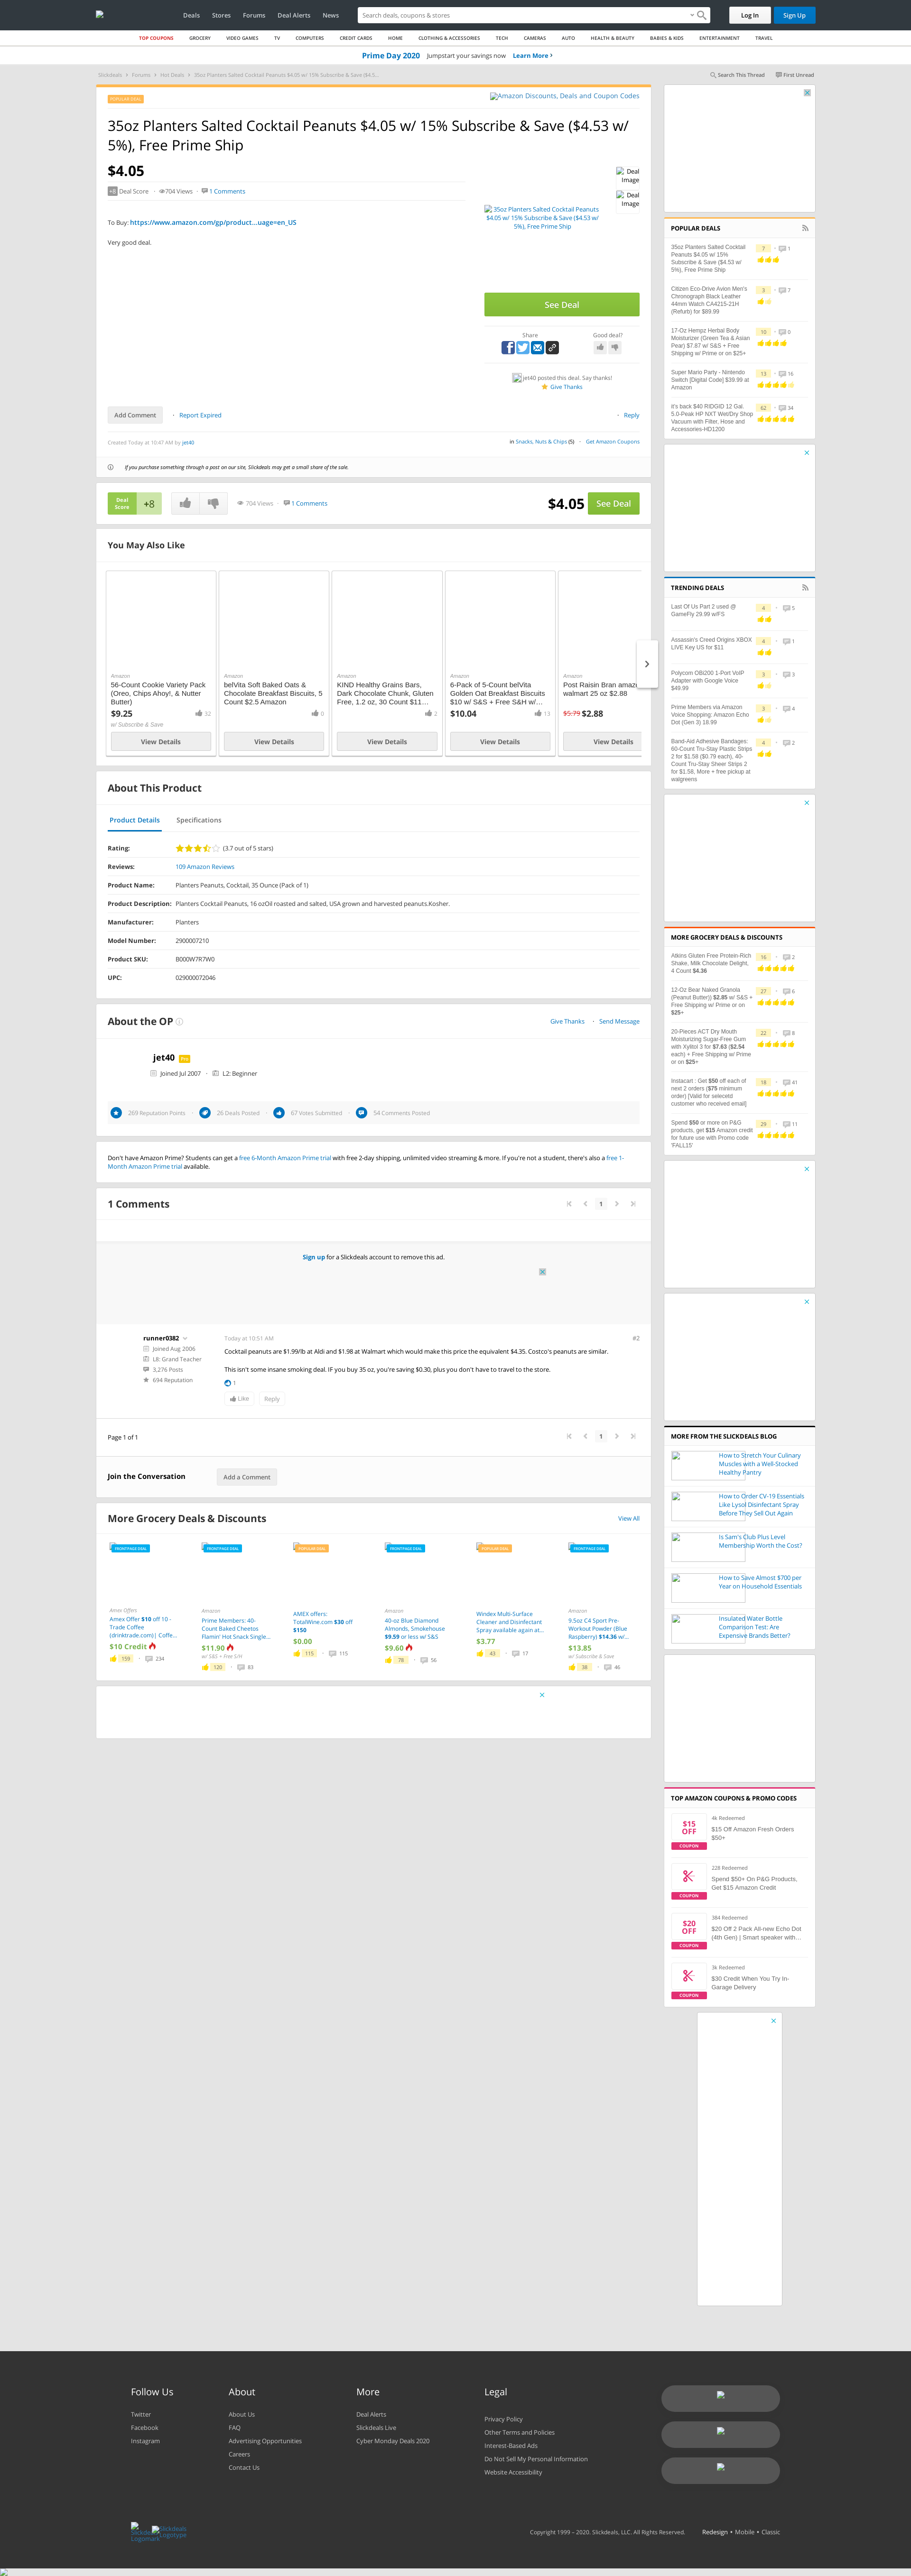 Deals Stores Forums Deal Alerts News
Search deals, coupons & stores
Log In
Sign Up
TOP COUPONS GROCERY VIDEO GAMES TV COMPUTERS CREDIT CARDS HOME CLOTHING & ACCESSORIES TECH CAMERAS AUTO HEALTH & BEAUTY BABIES & KIDS ENTERTAINMENT TRAVEL
Prime Day 2020 Jumpstart your savings now Learn More
Slickdeals Forums Hot Deals 35oz Planters Salted Cocktail Peanuts $4.05 w/ 15% Subscribe & Save ($4.5...
Search This Thread First Unread
POPULAR DEAL
Amazon Discounts, Deals and Coupon Codes
35oz Planters Salted Cocktail Peanuts $4.05 w/ 15% Subscribe & Save ($4.53 w/
5%), Free Prime Ship
$4.05
+8 Deal Score 704 Views 1 Comments
To Buy: https://www.amazon.com/gp/product...uage=en_US
Very good deal.
35oz Planters Salted Cocktail Peanuts
$4.05 w/ 15% Subscribe & Save ($4.53 w/
5%), Free Prime Ship
Deal
Image
Deal
Image
See Deal
Share
Good deal?
jet40 posted this deal. Say thanks!
Give Thanks
Add Comment
Report Expired
Reply
Created Today at 10:47 AM by jet40
in Snacks, Nuts & Chips (5) Get Amazon Coupons
If you purchase something through a post on our site, Slickdeals may get a small share of the sale.
Deal
Score
+8
704 Views 1 Comments
$4.05
See Deal
You May Also Like
Amazon
56-Count Cookie Variety Pack
(Oreo, Chips Ahoy!, & Nutter
Butter)
$9.25
32
w/ Subscribe & Save
View Details
Amazon
belVita Soft Baked Oats &
Chocolate Breakfast Biscuits, 5
Count $2.5 Amazon
0
View Details
Amazon
KIND Healthy Grains Bars,
Dark Chocolate Chunk, Gluten
Free, 1.2 oz, 30 Count $11…
2
View Details
Amazon
6-Pack of 5-Count belVita
Golden Oat Breakfast Biscuits
$10 w/ S&S + Free S&H w/…
$10.04
13
View Details
Amazon
Post Raisin Bran amazo
walmart 25 oz $2.88
$5.79 $2.88
View Details
About This Product
Product Details
Specifications
Rating: (3.7 out of 5 stars)
Reviews: 109 Amazon Reviews
Product Name: Planters Peanuts, Cocktail, 35 Ounce (Pack of 1)
Product Description: Planters Cocktail Peanuts, 16 ozOil roasted and salted, USA grown and harvested peanuts.Kosher.
Manufacturer: Planters
Model Number: 2900007210
Product SKU: B000W7R7W0
UPC: 029000072046
About the OP
Give Thanks Send Message
jet40 Pro
Joined Jul 2007 L2: Beginner
269 Reputation Points 26 Deals Posted 67 Votes Submitted 54 Comments Posted
Don't have Amazon Prime? Students can get a free 6-Month Amazon Prime trial with free 2-day shipping, unlimited video streaming & more. If you're not a student, there's also a free 1-
Month Amazon Prime trial available.
1 Comments
1
Sign up for a Slickdeals account to remove this ad.
runner0382
Joined Aug 2006
L8: Grand Teacher
3,276 Posts
694 Reputation
Today at 10:51 AM
#2
Cocktail peanuts are $1.99/lb at Aldi and $1.98 at Walmart which would make this price the equivalent $4.35. Costco's peanuts are similar.
This isn't some insane smoking deal. IF you buy 35 oz, you're saving $0.30, plus you don't have to travel to the store.
1
Like
Reply
Page 1 of 1
1
Join the Conversation
Add a Comment
More Grocery Deals & Discounts
View All
FRONTPAGE DEAL
Amex Offers
Amex Offer $10 off 10 -
Trade Coffee
(drinktrade.com)| Coffe...
$10 Credit
159 234
FRONTPAGE DEAL
Amazon
Prime Members: 40-
Count Baked Cheetos
Flamin' Hot Snack Single...
$11.90
w/ S&S + Free S/H
120 83
POPULAR DEAL
AMEX offers:
TotalWine.com $30 off
$150
$0.00
115 115
FRONTPAGE DEAL
Amazon
40-oz Blue Diamond
Almonds, Smokehouse
$9.59 or less w/ S&S
$9.60
78 56
POPULAR DEAL
Windex Multi-Surface
Cleaner and Disinfectant
Spray available again at...
$3.77
43 17
FRONTPAGE DEAL
Amazon
9.5oz C4 Sport Pre-
Workout Powder (Blue
Raspberry) $14.36 w/...
$13.85
w/ Subscribe & Save
38 46
POPULAR DEALS
35oz Planters Salted Cocktail
Peanuts $4.05 w/ 15%
Subscribe & Save ($4.53 w/
5%), Free Prime Ship
7 1
Citizen Eco-Drive Avion Men's
Chronograph Black Leather
44mm Watch CA4215-21H
(Refurb) for $89.99
3 7
17-Oz Hempz Herbal Body
Moisturizer (Green Tea & Asian
Pear) $7.87 w/ S&S + Free
Shipping w/ Prime or on $25+
10 0
Super Mario Party - Nintendo
Switch [Digital Code] $39.99 at
Amazon
13 16
It's back $40 RIDGID 12 Gal.
5.0-Peak HP NXT Wet/Dry Shop
Vacuum with Filter, Hose and
Accessories-HD1200
62 34
TRENDING DEALS
Last Of Us Part 2 used @
GameFly 29.99 w/FS
4 5
Assassin's Creed Origins XBOX
LIVE Key US for $11
4 1
Polycom OBi200 1-Port VoIP
Adapter with Google Voice
$49.99
3 3
Prime Members via Amazon
Voice Shopping: Amazon Echo
Dot (Gen 3) 18.99
3 4
Band-Aid Adhesive Bandages:
60-Count Tru-Stay Plastic Strips
2 for $1.58 ($0.79 each), 40-
Count Tru-Stay Sheer Strips 2
for $1.58, More + free pickup at
walgreens
4 2
MORE GROCERY DEALS & DISCOUNTS
Atkins Gluten Free Protein-Rich
Shake, Milk Chocolate Delight,
4 Count $4.36
16 2
12-Oz Bear Naked Granola
(Peanut Butter)) $2.85 w/ S&S +
Free Shipping w/ Prime or on
$25+
27 6
20-Pieces ACT Dry Mouth
Moisturizing Sugar-Free Gum
with Xylitol 3 for $7.63 ($2.54
each) + Free Shipping w/ Prime
or on $25+
22 8
Instacart : Get $50 off each of
next 2 orders ($75 minimum
order) [Valid for selecetd
customer who received email]
18 41
Spend $50 or more on P&G
products, get $15 Amazon credit
for future use with Promo code
'FALL15'
29 11
MORE FROM THE SLICKDEALS BLOG
How to Stretch Your Culinary
Muscles with a Well-Stocked
Healthy Pantry
How to Order CV-19 Essentials
Like Lysol Disinfectant Spray
Before They Sell Out Again
Is Sam's Club Plus Level
Membership Worth the Cost?
How to Save Almost $700 per
Year on Household Essentials
Insulated Water Bottle
Comparison Test: Are
Expensive Brands Better?
TOP AMAZON COUPONS & PROMO CODES
$15
OFF
COUPON
4k Redeemed
$15 Off Amazon Fresh Orders
$50+
COUPON
228 Redeemed
Spend $50+ On P&G Products,
Get $15 Amazon Credit
$20
OFF
COUPON
384 Redeemed
$20 Off 2 Pack All-new Echo Dot
(4th Gen) | Smart speaker with…
COUPON
3k Redeemed
$30 Credit When You Try In-
Garage Delivery
Follow Us
Twitter
Facebook
Instagram
About
About Us
FAQ
Advertising Opportunities
Careers
Contact Us
More
Deal Alerts
Slickdeals Live
Cyber Monday Deals 2020
Legal
Privacy Policy
Other Terms and Policies
Interest-Based Ads
Do Not Sell My Personal Information
Website Accessibility
Slickdeals
Logomark
Slickdeals
Logotype
Copyright 1999 – 2020. Slickdeals, LLC. All Rights Reserved. Redesign • Mobile • Classic